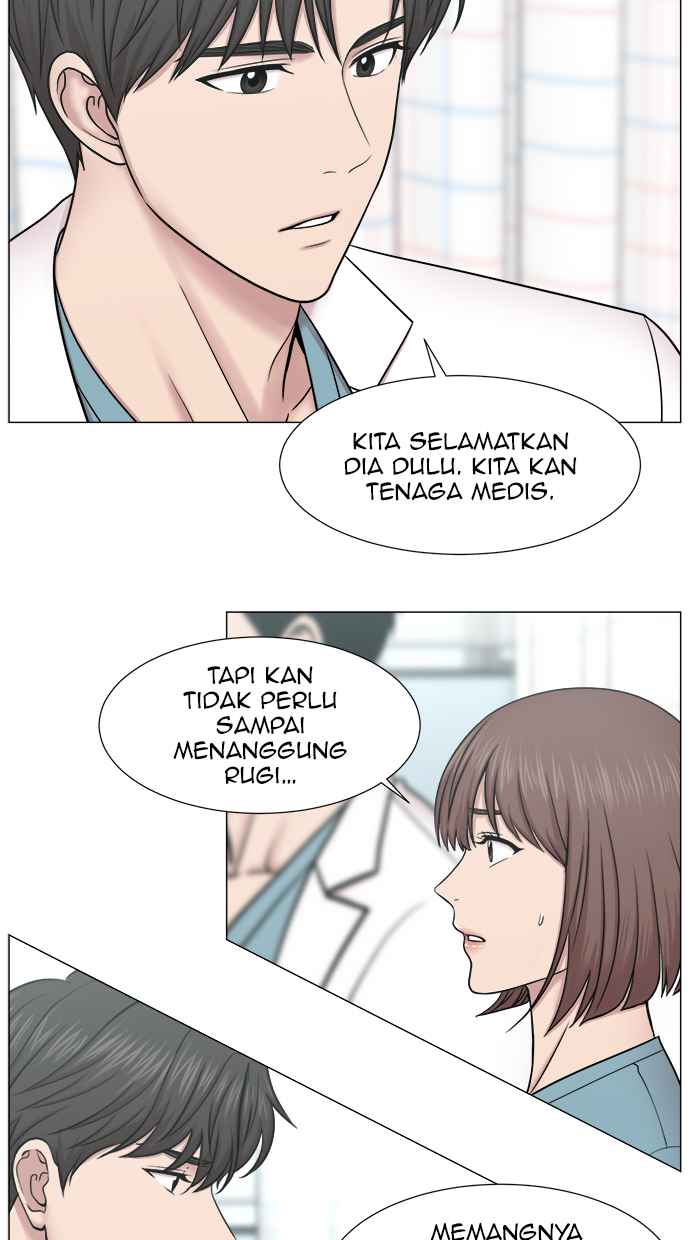 KITA SELAMATKAN
DIA DULU. KITA KAN
TENAGA MEDIS.
TAPI KAN
TIDAK PERLU
SAMPAI
MENANGGUNG
RUGI...
MEMANGNYA